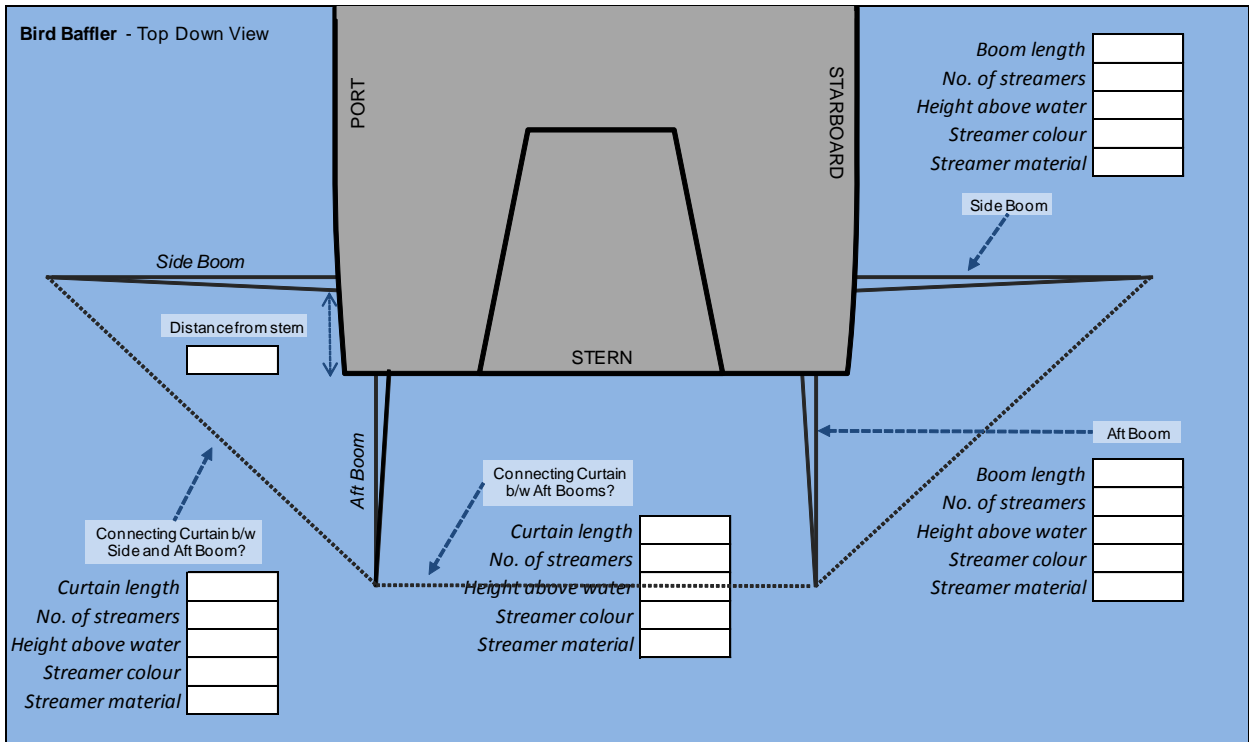 Bird Baffler - Top Down View
PORT
STARBOARD
Boom length
No. of streamers
Height above water
Streamer colour
Streamer material
Side Boom
Side Boom
Distance from stern
STERN
Aft Boom
Aft Boom
Connecting Curtain
b/w Aft Booms?
Boom length
No. of streamers
Height above water
Streamer colour
Streamer material
Curtain length
No. of streamers
Height above water
Streamer colour
Streamer material
Connecting Curtain b/w
Side and Aft Boom?
Curtain length
No. of streamers
Height above water
Streamer colour
Streamer material